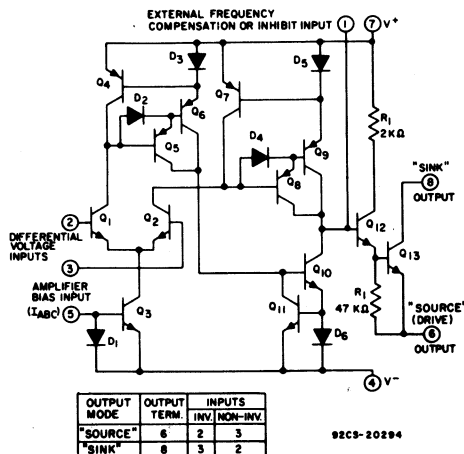 EXTERNAL FREQUENCY
COMPENSATION OR INHIBIT INPUT
1
7 V+
Q4
D3
D5
Q7
D2
Q6
R1
2KΩ
Q5
D4
Q9
"SINK"
8
OUTPUT
Q8
2
Q1
Q2
Q12
DIFFERENTIAL
VOLTAGE
INPUTS
Q13
3
Q10
AMPLIFIER
BIAS INPUT
(IABC)
5
Q3
Q11
R1
47 KΩ
"SOURCE"
(DRIVE)
6
OUTPUT
D1
D6
4 V-
OUTPUT MODE OUTPUT TERM. INPUTS
INV. NON-INV.
"SOURCE" 6 2 3
"SINK" 8 3 2
92CS-20294